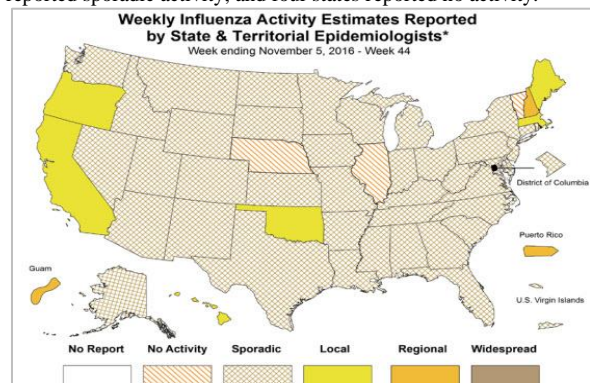 reported sporadic activity, and four states reported no activity.
Weekly Influenza Activity Estimates Reported
by State & Territorial Epidemiologists*
Week ending November 5, 2016 - Week 44
District of Columbia
Puerto Rico
Guam
U.S. Virgin Islands
No Report No Activity Sporadic Local Regional Widespread